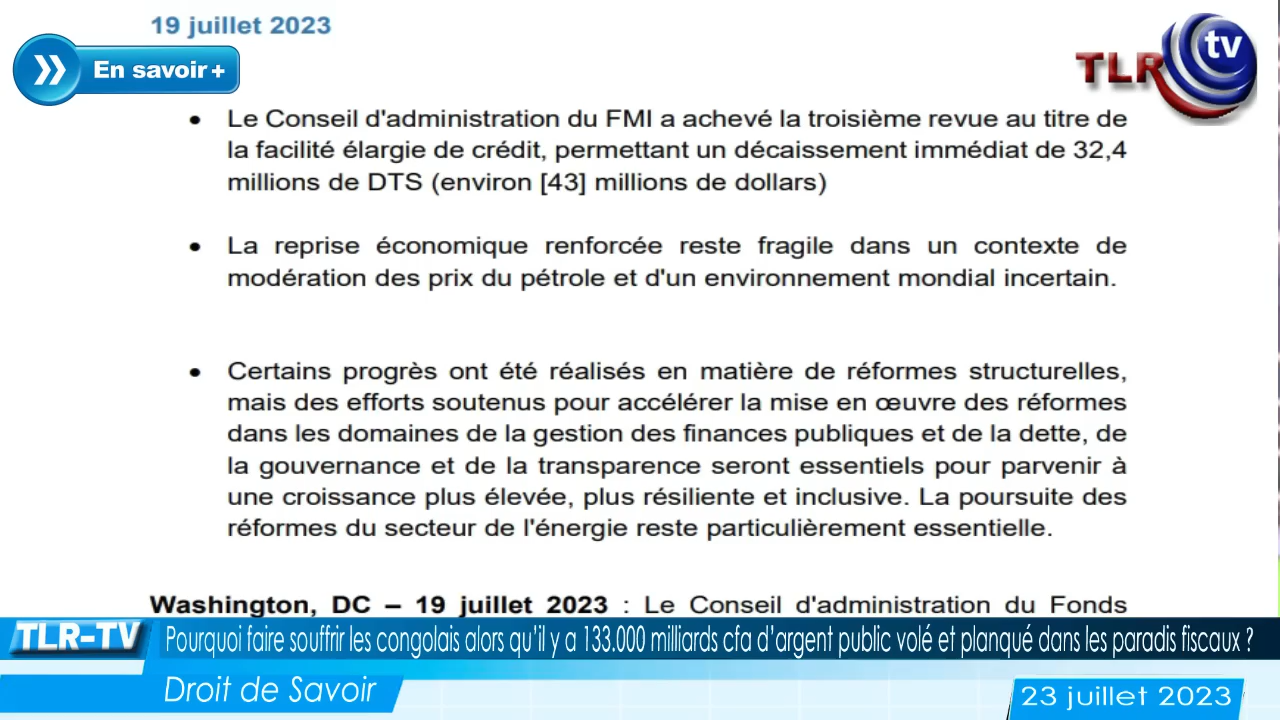 19 juillet 2023
En savoir+
TLR tv
• Le Conseil d'administration du FMI a achevé la troisième revue au titre de
la facilité élargie de crédit, permettant un décaissement immédiat de 32,4
millions de DTS (environ [43] millions de dollars)
• La reprise économique renforcée reste fragile dans un contexte de
modération des prix du pétrole et d'un environnement mondial incertain.
• Certains progrès ont été réalisés en matière de réformes structurelles,
mais des efforts soutenus pour accélérer la mise en œuvre des réformes
dans les domaines de la gestion des finances publiques et de la dette, de
la gouvernance et de la transparence seront essentiels pour parvenir à
une croissance plus élevée, plus résiliente et inclusive. La poursuite des
réformes du secteur de l'énergie reste particulièrement essentielle.
Washington, DC – 19 juillet 2023 : Le Conseil d'administration du Fonds
TLR-TV
Pourquoi faire souffrir les congolais alors qu'il y a 133.000 milliards cfa d'argent public volé et planqué dans les paradis fiscaux ?
Droit de Savoir
23 juillet 2023